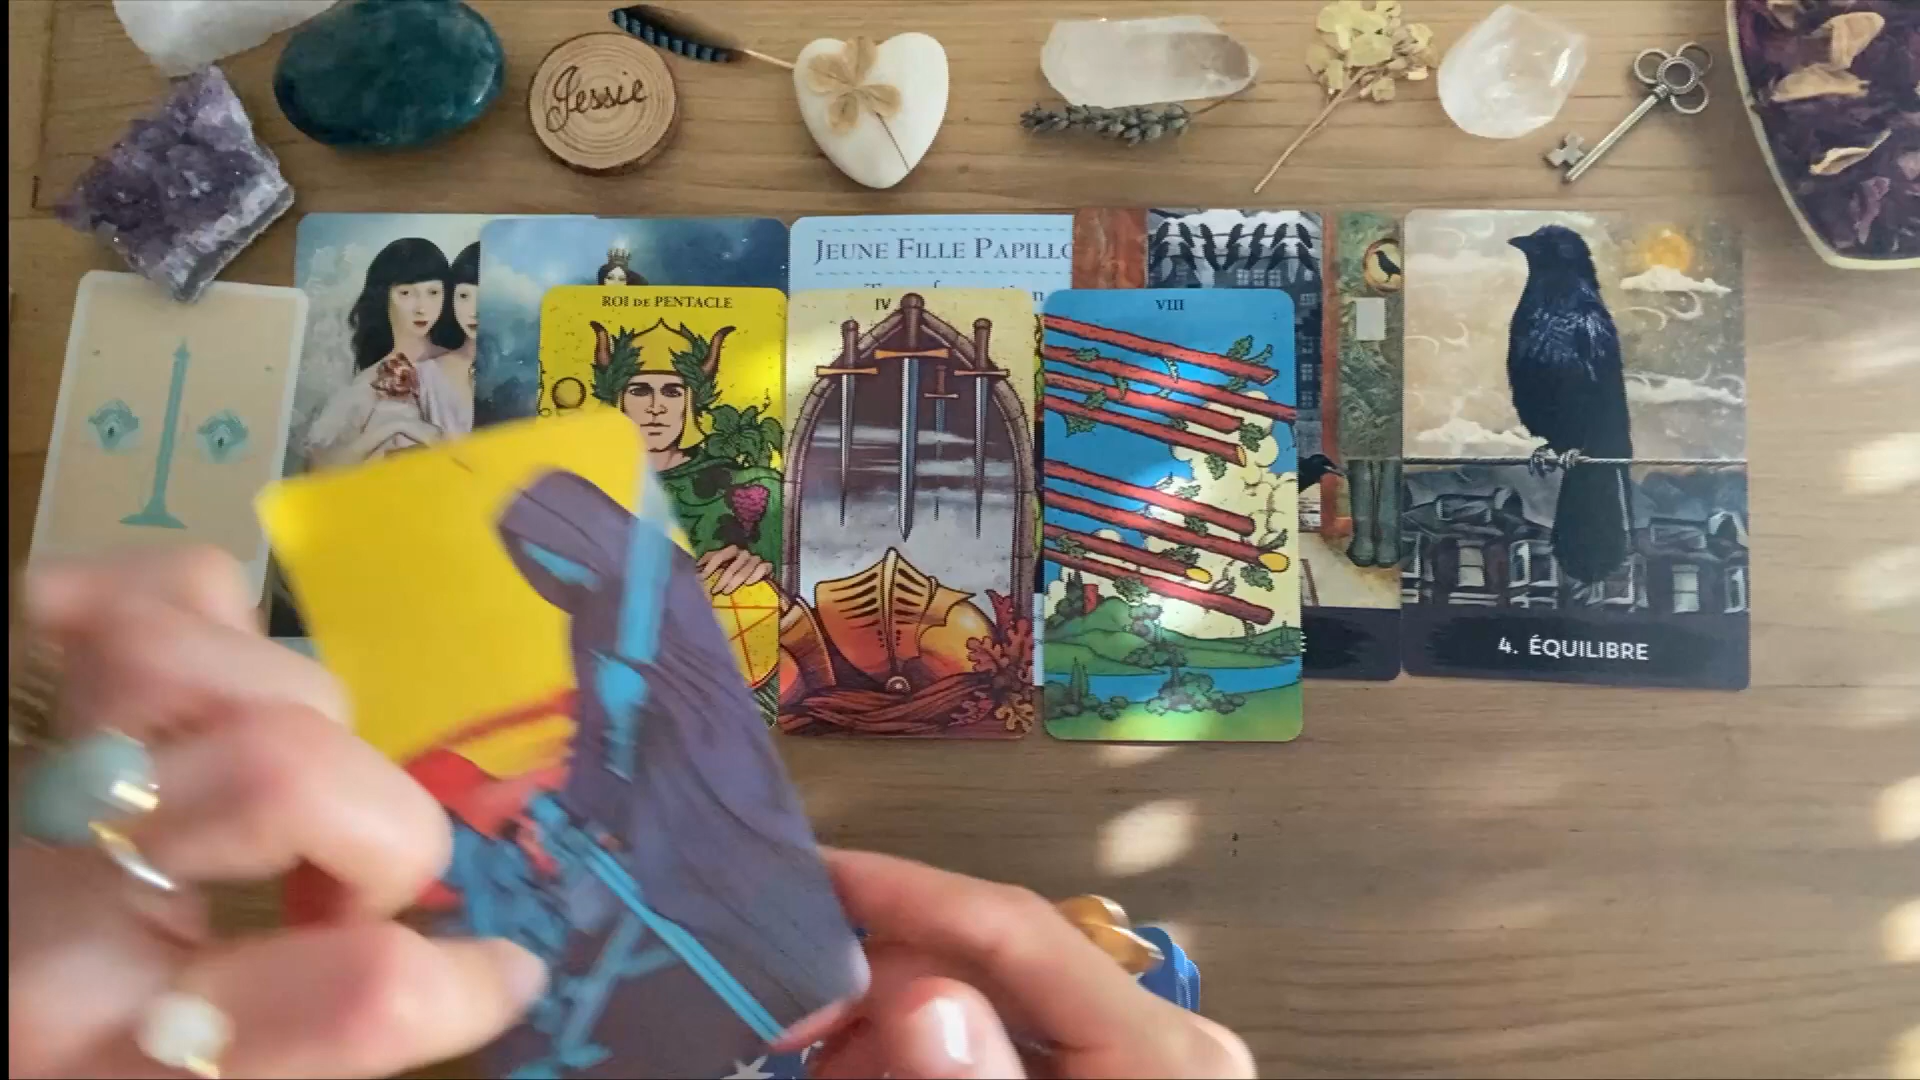 Jessie
JEUNE FILLE PAPILLO
ROI DE PENTACLE
IV
VIII
4. ÉQUILIBRE